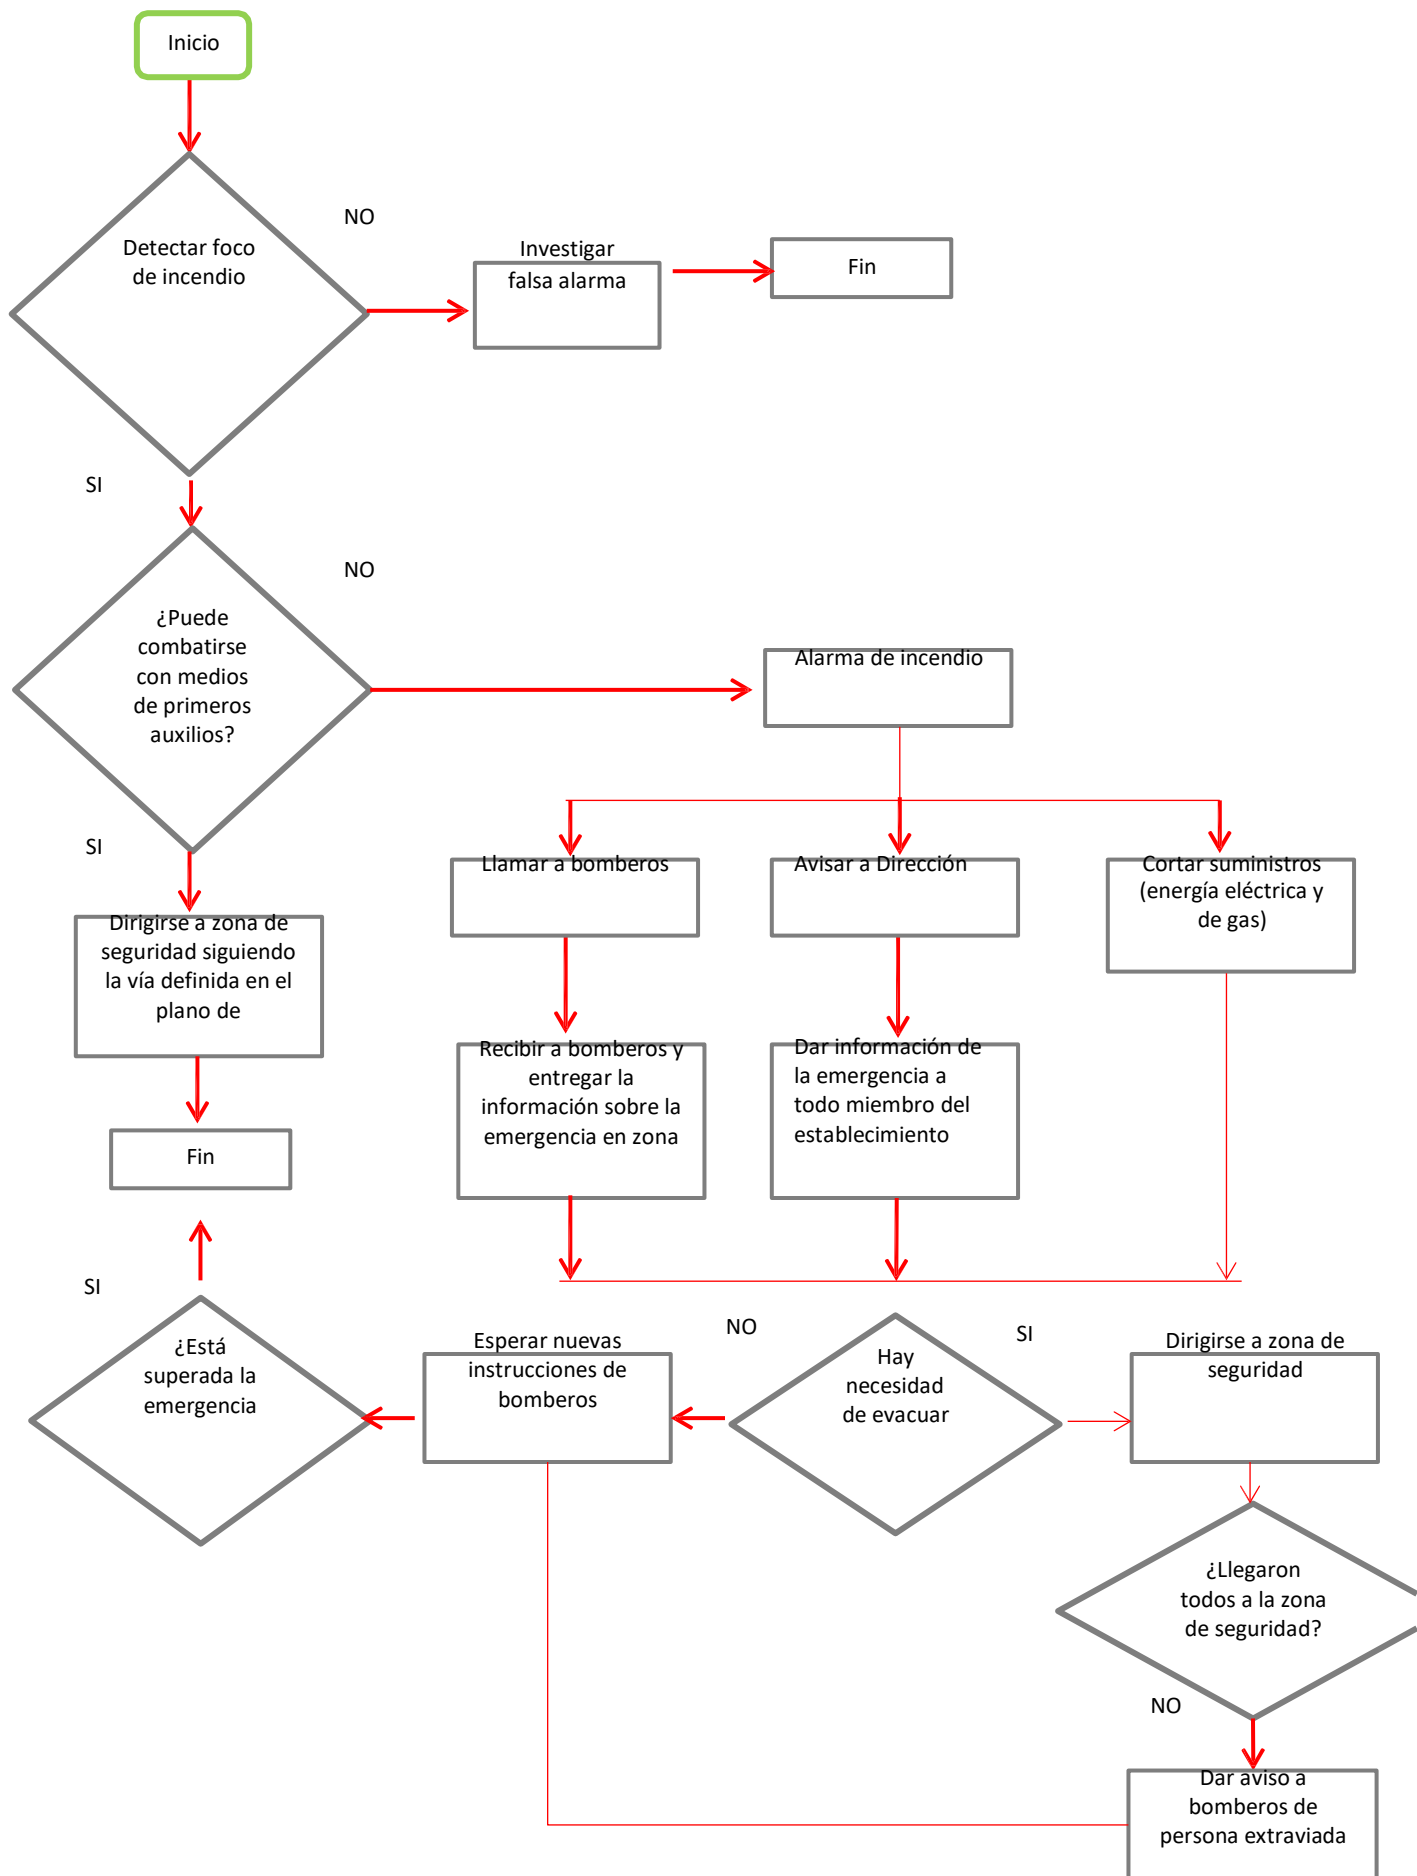 Inicio
NO
Detectar foco
de incendio
Investigar
falsa alarma
Fin
SI
NO
¿Puede
combatirse
con medios
de primeros
auxilios?
Alarma de incendio
SI
Llamar a bomberos
Avisar a Dirección
Cortar suministros
(energía eléctrica y
de gas)
Dirigirse a zona de
seguridad siguiendo
la vía definida en el
plano de
Recibir a bomberos y
entregar la
información sobre la
emergencia en zona
Dar información de
la emergencia a
todo miembro del
establecimiento
Fin
SI
¿Está
superada la
emergencia
Esperar nuevas
instrucciones de
bomberos
NO
Hay
necesidad
de evacuar
SI
Dirigirse a zona de
seguridad
¿Llegaron
todos a la zona
de seguridad?
NO
Dar aviso a
bomberos de
persona extraviada